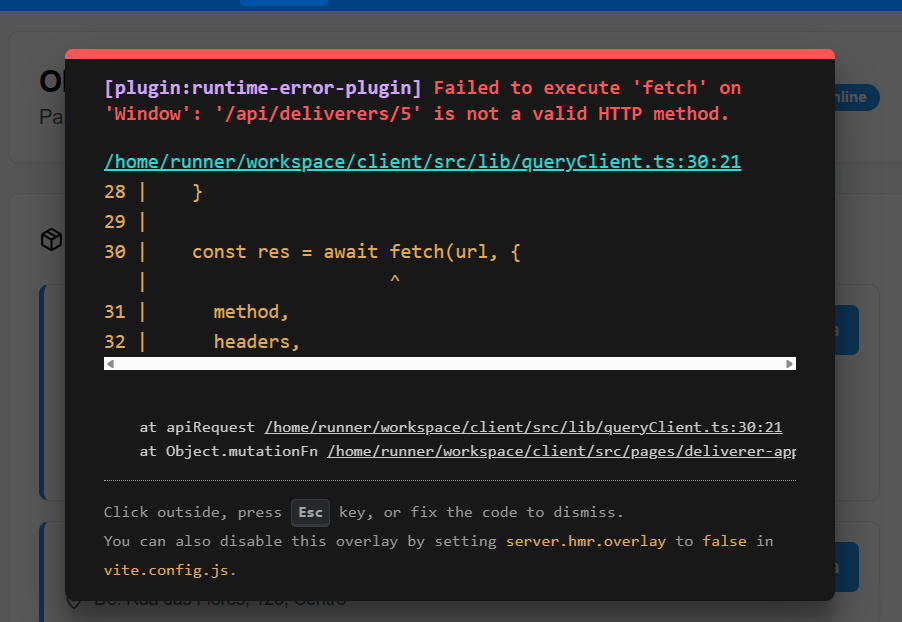 [plugin:runtime-error-plugin] Failed to execute 'fetch' on
'Window': '/api/deliverers/5' is not a valid HTTP method.
/home/runner/workspace/client/src/lib/queryClient.ts:30:21
28 |    }
29 |
30 |    const res = await fetch(url, {
   |                      ^
31 |      method,
32 |      headers,
at apiRequest /home/runner/workspace/client/src/lib/queryClient.ts:30:21
at Object.mutationFn /home/runner/workspace/client/src/pages/deliverer-app
Click outside, press Esc key, or fix the code to dismiss.
You can also disable this overlay by setting server.hmr.overlay to false in
vite.config.js.